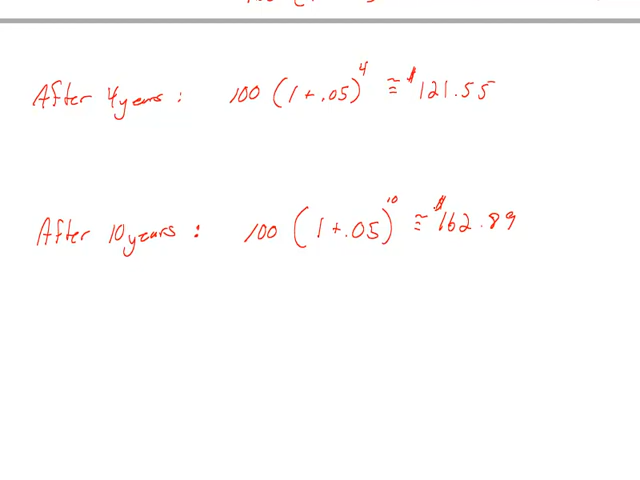 After 4 years : 100 (1 + .05)^4 ≅ $121.55
After 10 years : 100 (1 + .05)^10 ≅ $162.89